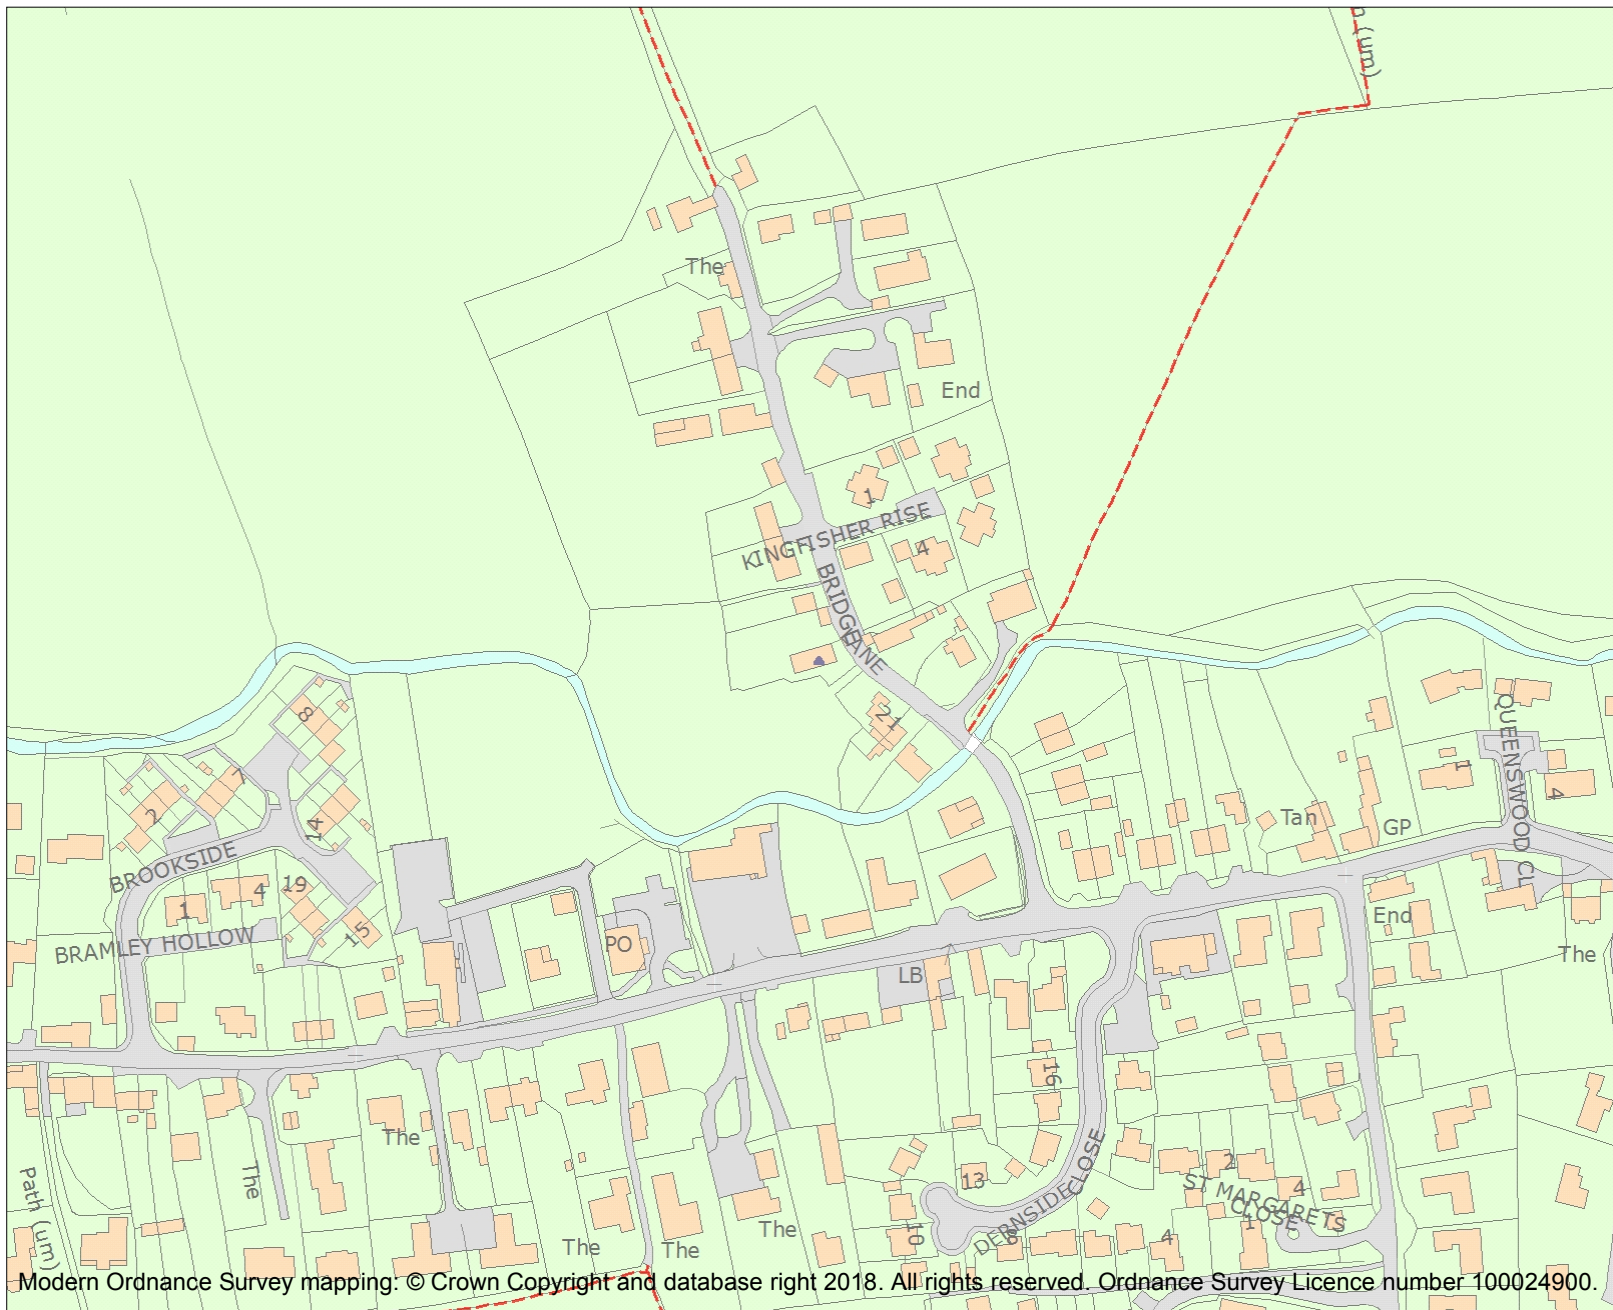 n (um)
The
End
1
KINGFISHER RISE
4
BRIDGE
LANE
21
8
7
2
14
BROOKSIDE
4
19
1
15
BRAMLEY HOLLOW
QUEENSWOOD CL
1
4
Tan
GP
End
The
PO
LB
16
The
The
Path (um)
13
10
8
DERNSIDE
CLOSE
2
4
ST MARGARETS
CLOSE
1
4
The
The
The
Modern Ordnance Survey mapping: © Crown Copyright and database right 2018. All rights reserved. Ordnance Survey Licence number 100024900.